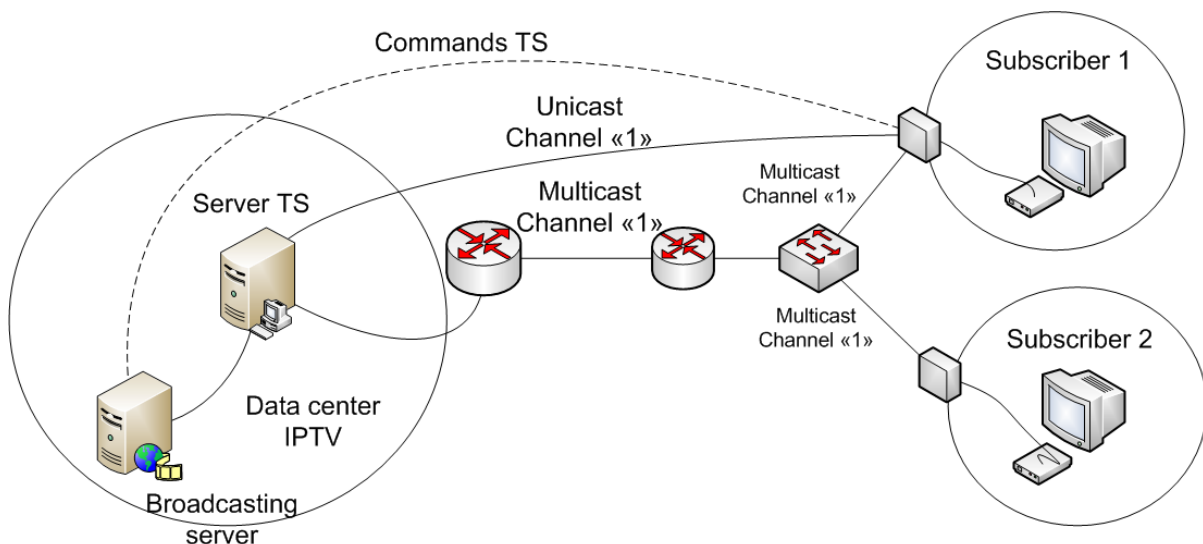 Commands TS
Subscriber 1
Unicast
Channel «1»
Multicast
Channel «1»
Server TS
Multicast
Channel «1»
Multicast
Channel «1»
Subscriber 2
Data center
IPTV
Broadcasting
server